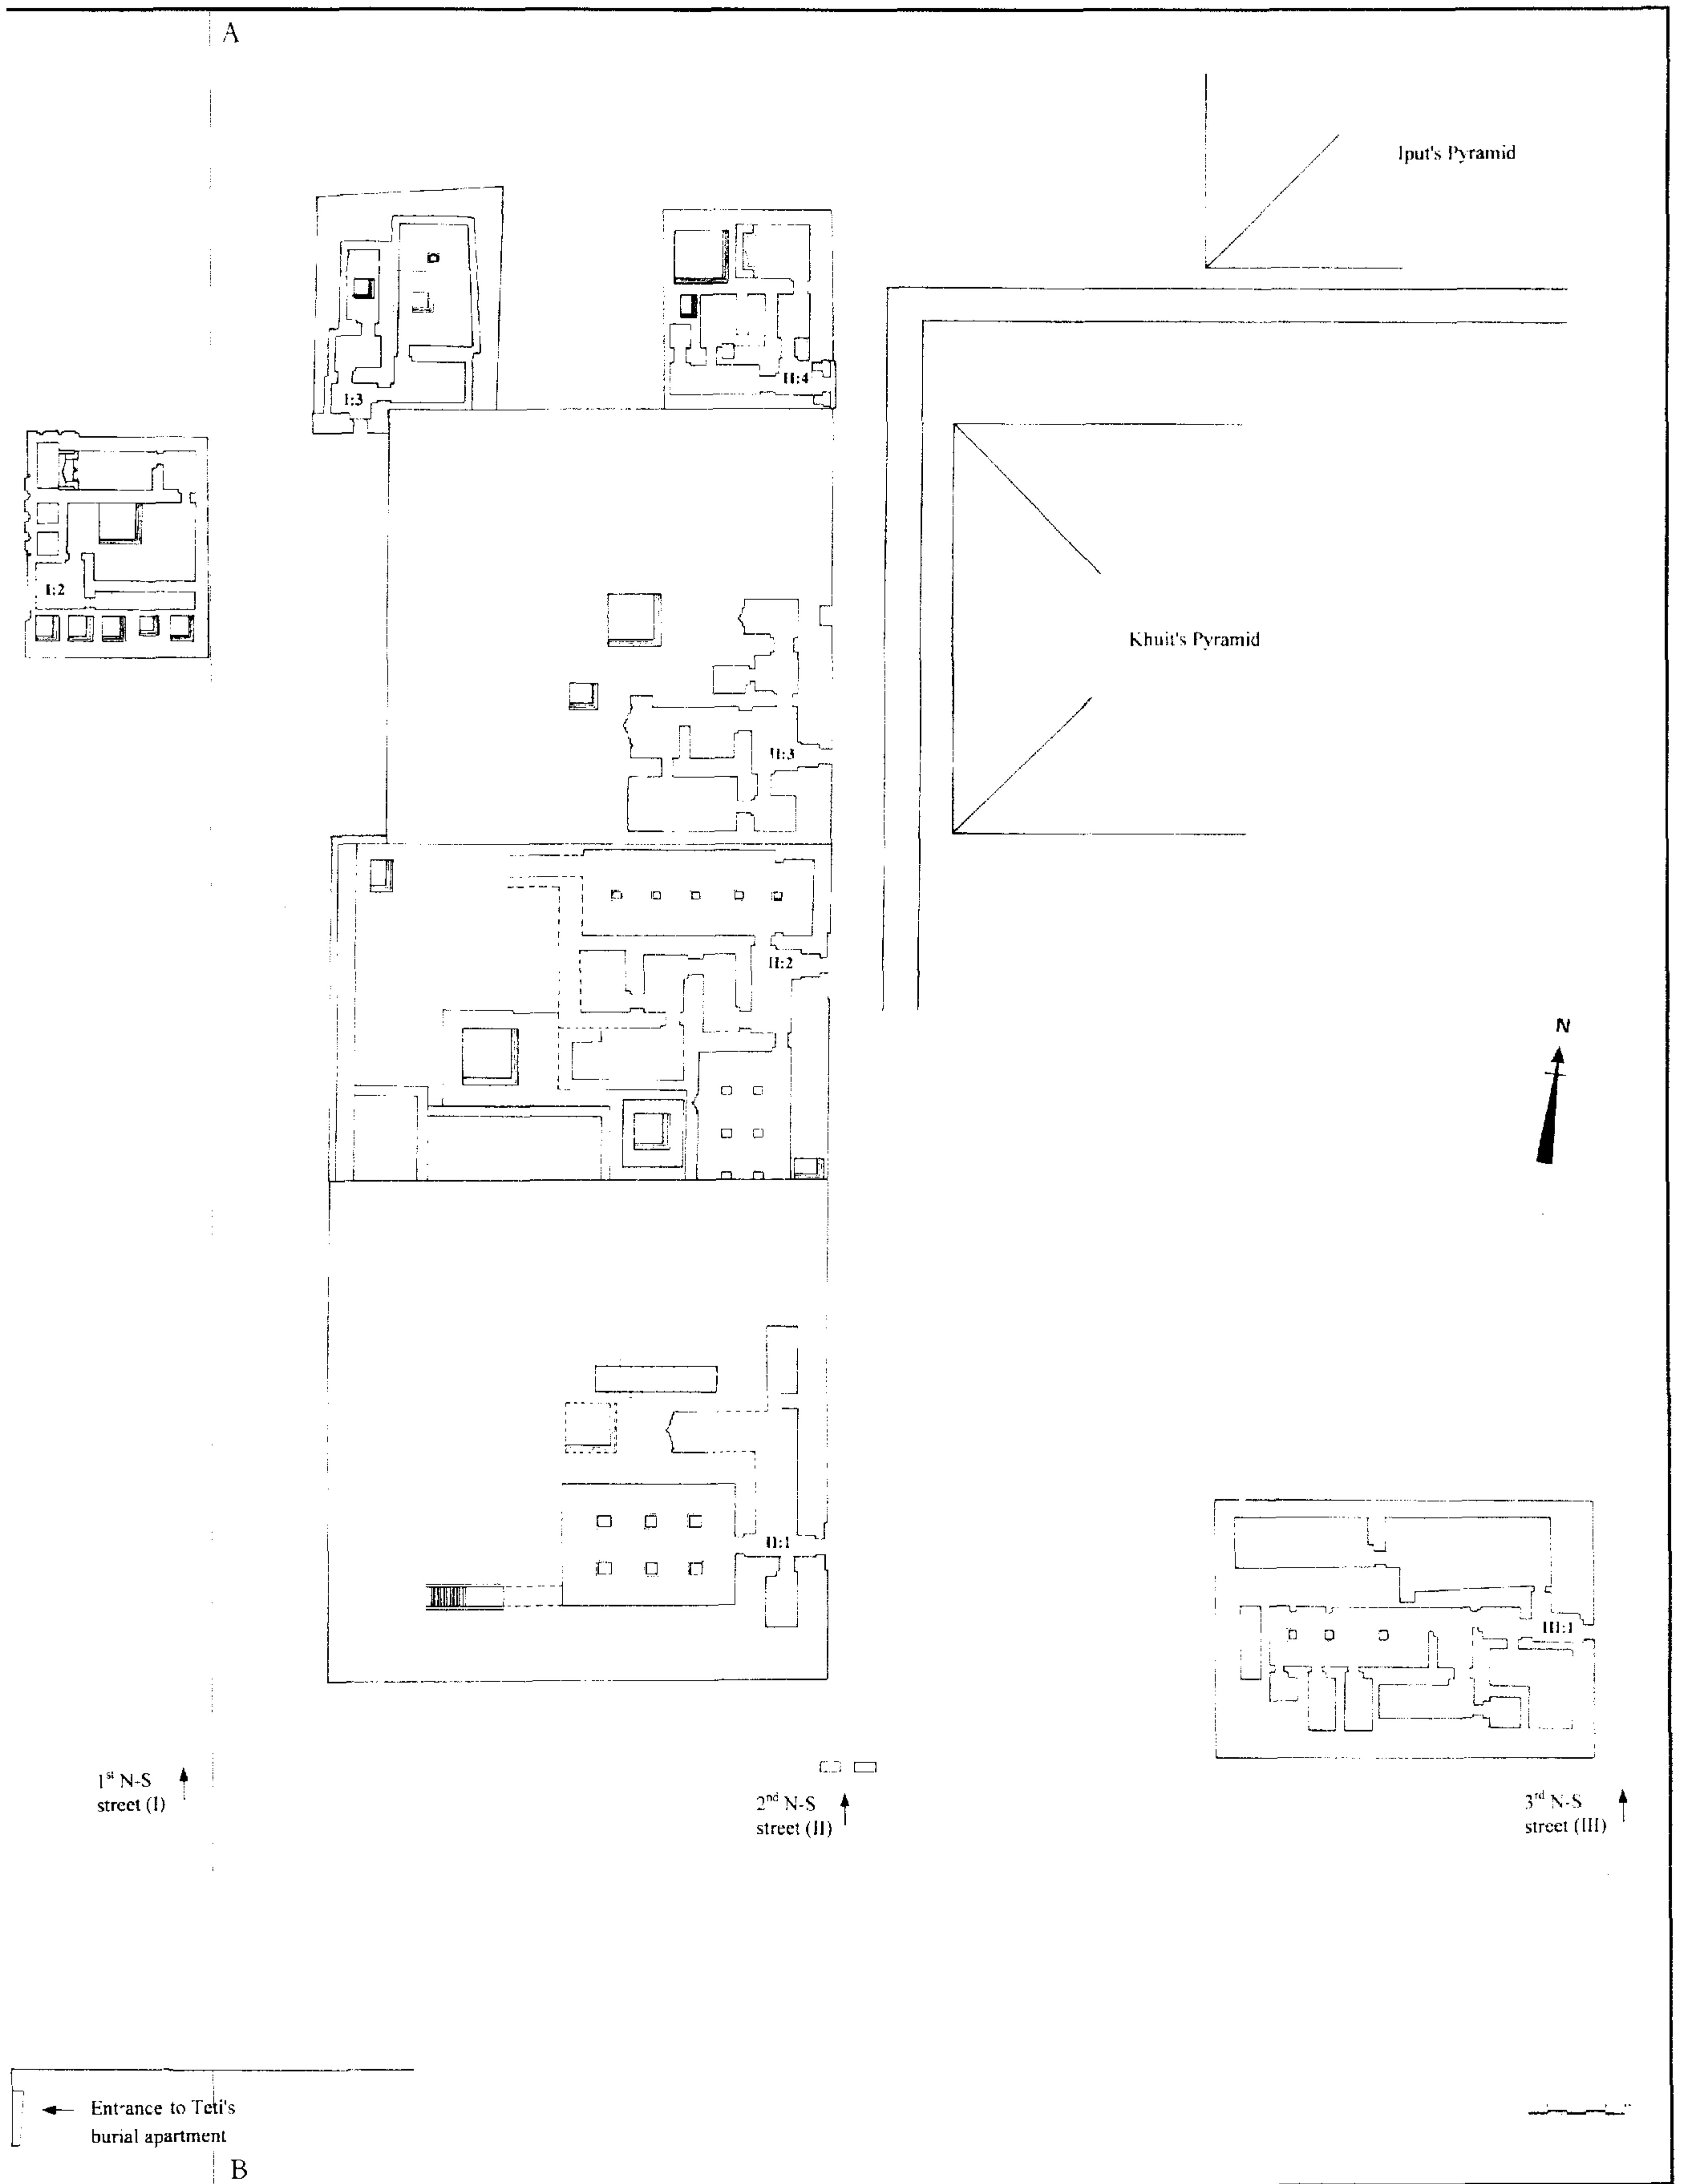 A
Iput's Pyramid
II:4
I:3
I:2
Khuit's Pyramid
II:3
II:2
N
II:1
III:1
1st N-S
street (I)
2nd N-S
street (II)
3rd N-S
street (III)
Entrance to Teti's
burial apartment
B